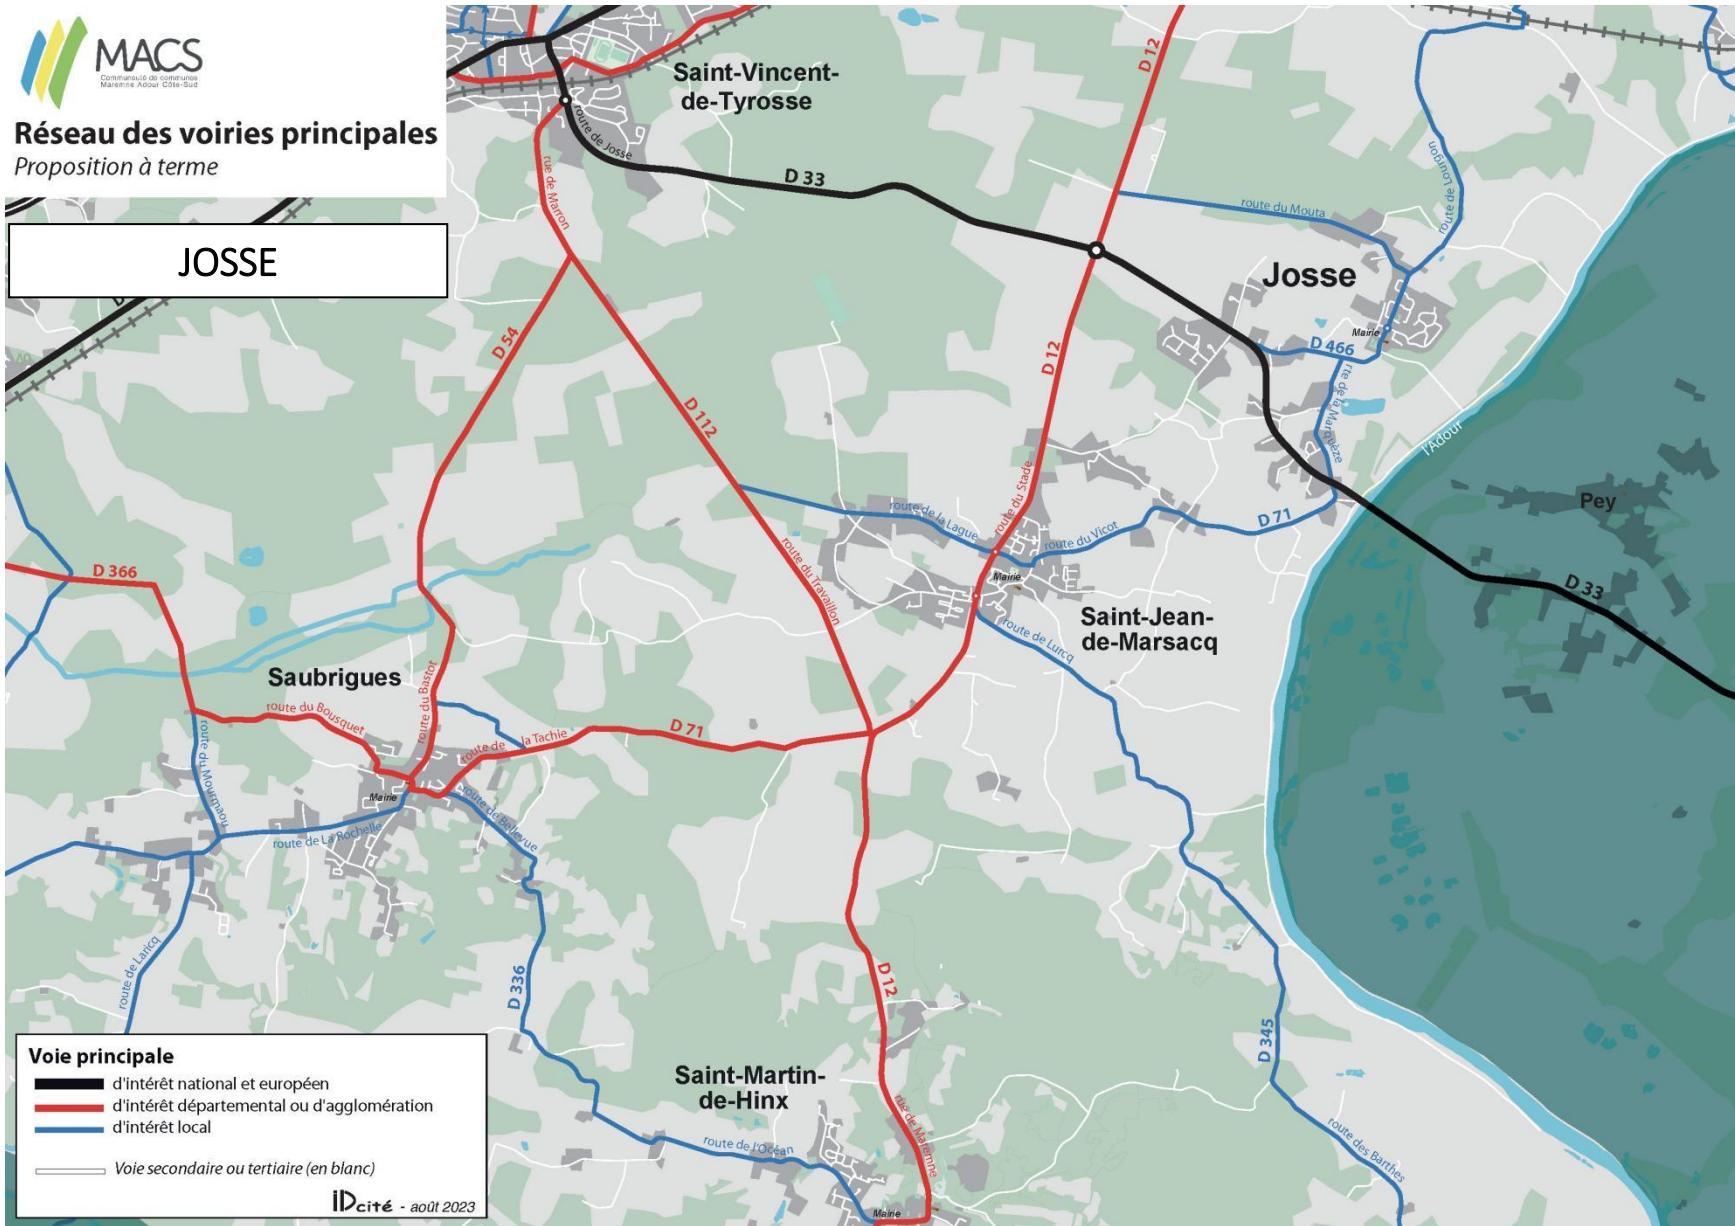 MACS
Communauté de communes
Maremne Adour Côte-Sud
Réseau des voiries principales
Proposition à terme
JOSSE
Saint-Vincent-
de-Tyrosse
route de Josse
rue de Marron
D 33
D 12
route du Mouta
route de Lourgon
Josse
Mairie
D 466
rte de la Marquèze
l'Adour
D 54
D 112
D 12
route du Stade
route de la Lague
route du Vicot
D 71
Pey
D 33
D 366
route du Travaillon
Mairie
Saint-Jean-
de-Marsacq
route de Lurcq
Saubrigues
route du Bousquet
route du Bastot
route de la Tachie
D 71
route du Mourmaou
Mairie
route de La Rochelle
route de Bellevue
route de Laricq
D 336
D 12
D 345
Saint-Martin-
de-Hinx
rue de Maremne
route de l'Océan
route des Barthes
Mairie
Voie principale
d'intérêt national et européen
d'intérêt départemental ou d'agglomération
d'intérêt local
Voie secondaire ou tertiaire (en blanc)
iDcité - août 2023